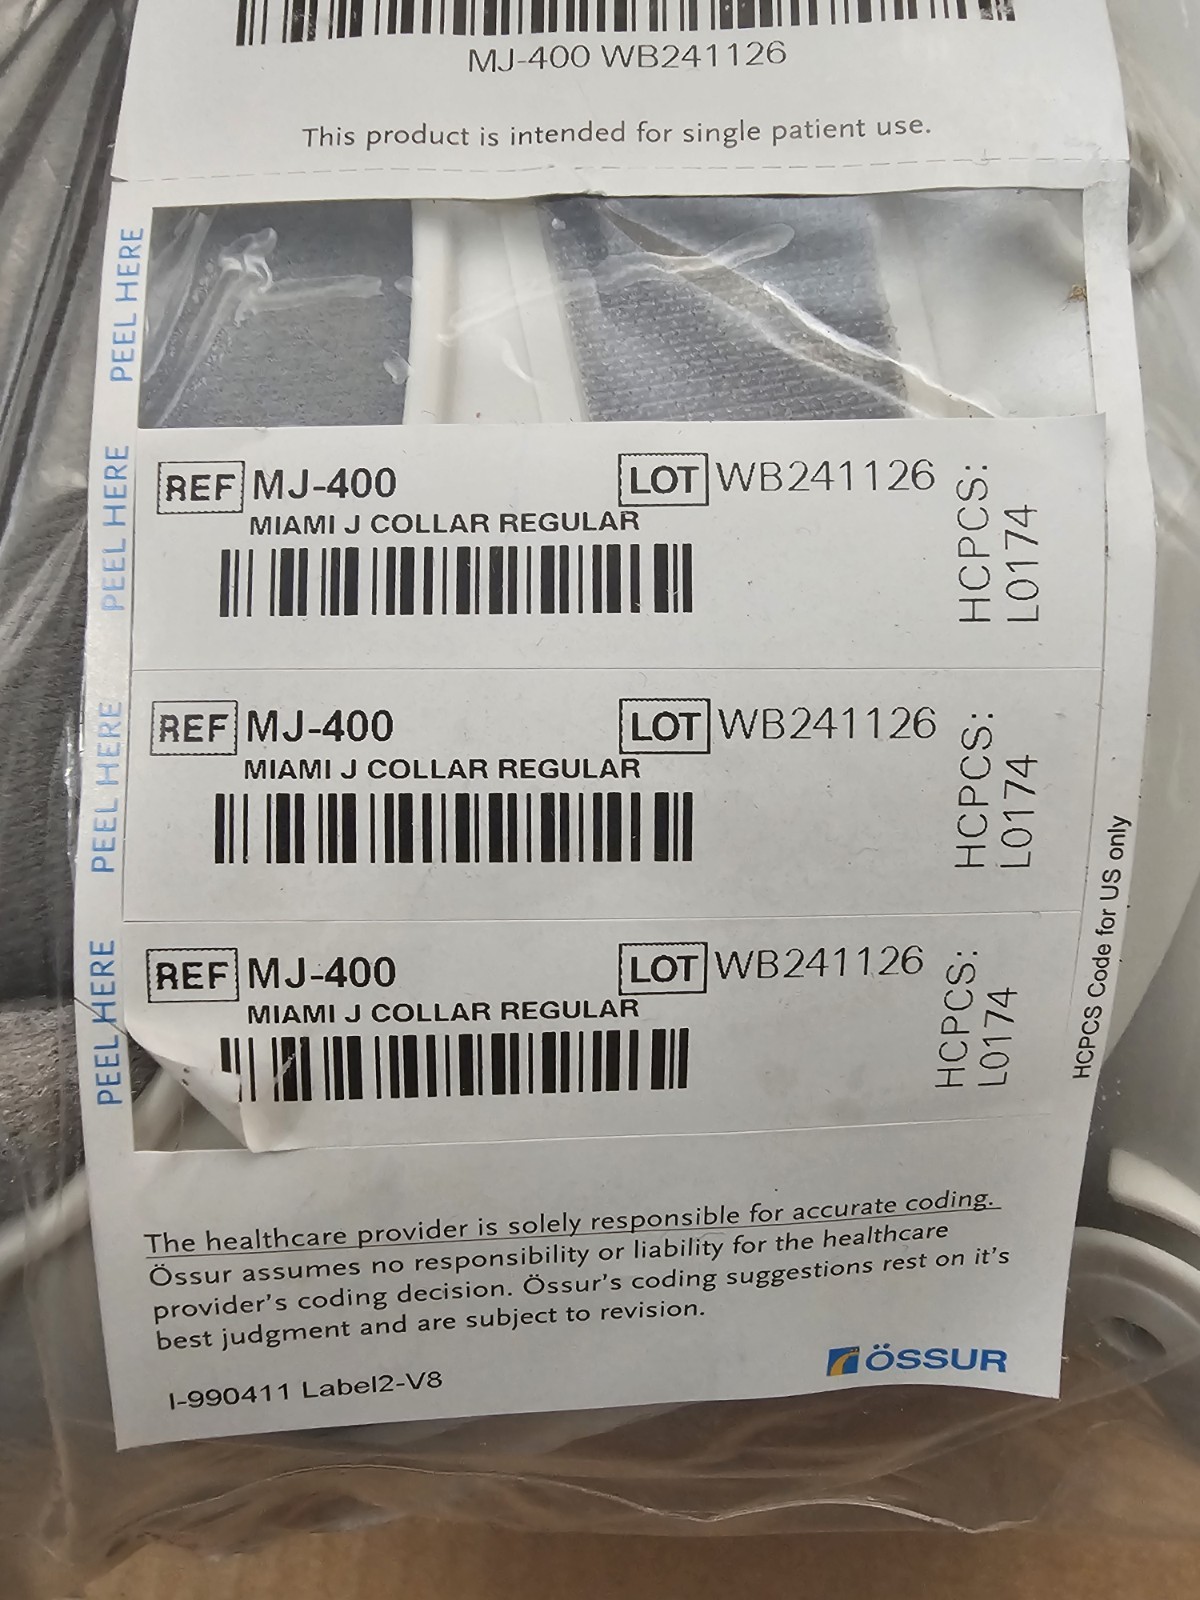 MJ-400 WB241126
This product is intended for single patient use.
PEEL HERE
PEEL HERE
PEEL HERE
PEEL HERE
REF MJ-400 LOT WB241126
MIAMI J COLLAR REGULAR
HCPCS:
L0174
REF MJ-400 LOT WB241126
MIAMI J COLLAR REGULAR
HCPCS:
L0174
REF MJ-400 LOT WB241126
MIAMI J COLLAR REGULAR
HCPCS:
L0174
HCPCS Code for US only
The healthcare provider is solely responsible for accurate coding.
Össur assumes no responsibility or liability for the healthcare
provider's coding decision. Össur's coding suggestions rest on it's
best judgment and are subject to revision.
I-990411 Label2-V8
ÖSSUR